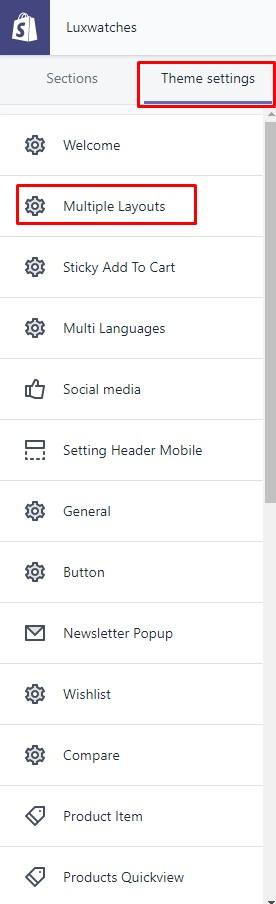 Luxwatches
Sections Theme settings
Welcome
Multiple Layouts
Sticky Add To Cart
Multi Languages
Social media
Setting Header Mobile
General
Button
Newsletter Popup
Wishlist
Compare
Product Item
Products Quickview